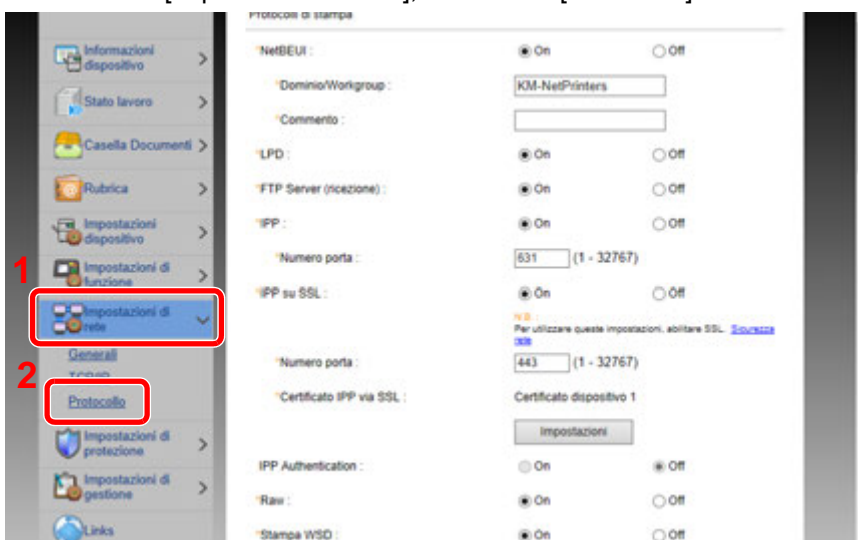 Protocolli di stampa
Informazioni
dispositivo
Stato lavoro
Casella Documenti
Rubrica
Impostazioni
dispositivo
1
Impostazioni di
funzione
Impostazioni di
rete
2
Generali
TCP/IP
Protocollo
Impostazioni di
protezione
Impostazioni di
gestione
Links
*NetBEUI : On Off
*Dominio/Workgroup : KM-NetPrinters
*Commento :
*LPD : On Off
*FTP Server (ricezione) : On Off
*IPP : On Off
*Numero porta : 631 (1 - 32767)
*IPP su SSL : On Off
N.B. :
Per utilizzare queste impostazioni, abilitare SSL. Sicurezza
rete
*Numero porta : 443 (1 - 32767)
*Certificato IPP via SSL : Certificato dispositivo 1
Impostazioni
IPP Authentication : On Off
*Raw : On Off
*Stampa WSD : On Off